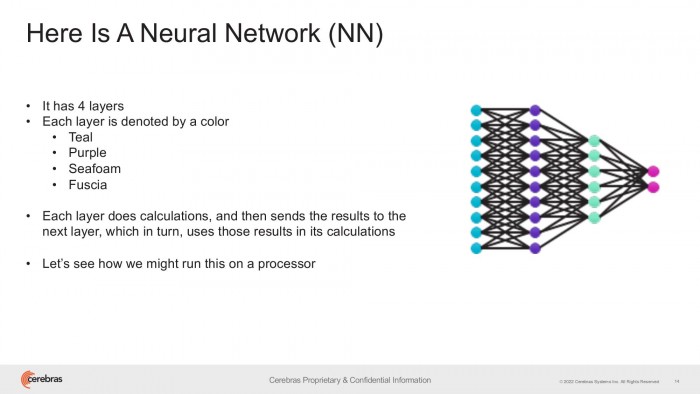 Here Is A Neural Network (NN)
• It has 4 layers
• Each layer is denoted by a color
• Teal
• Purple
• Seafoam
• Fuscia
• Each layer does calculations, and then sends the results to the
next layer, which in turn, uses those results in its calculations
• Let's see how we might run this on a processor
cerebras
Cerebras Proprietary & Confidential Information
© 2022 Cerebras Systems Inc. All Rights Reserved
14